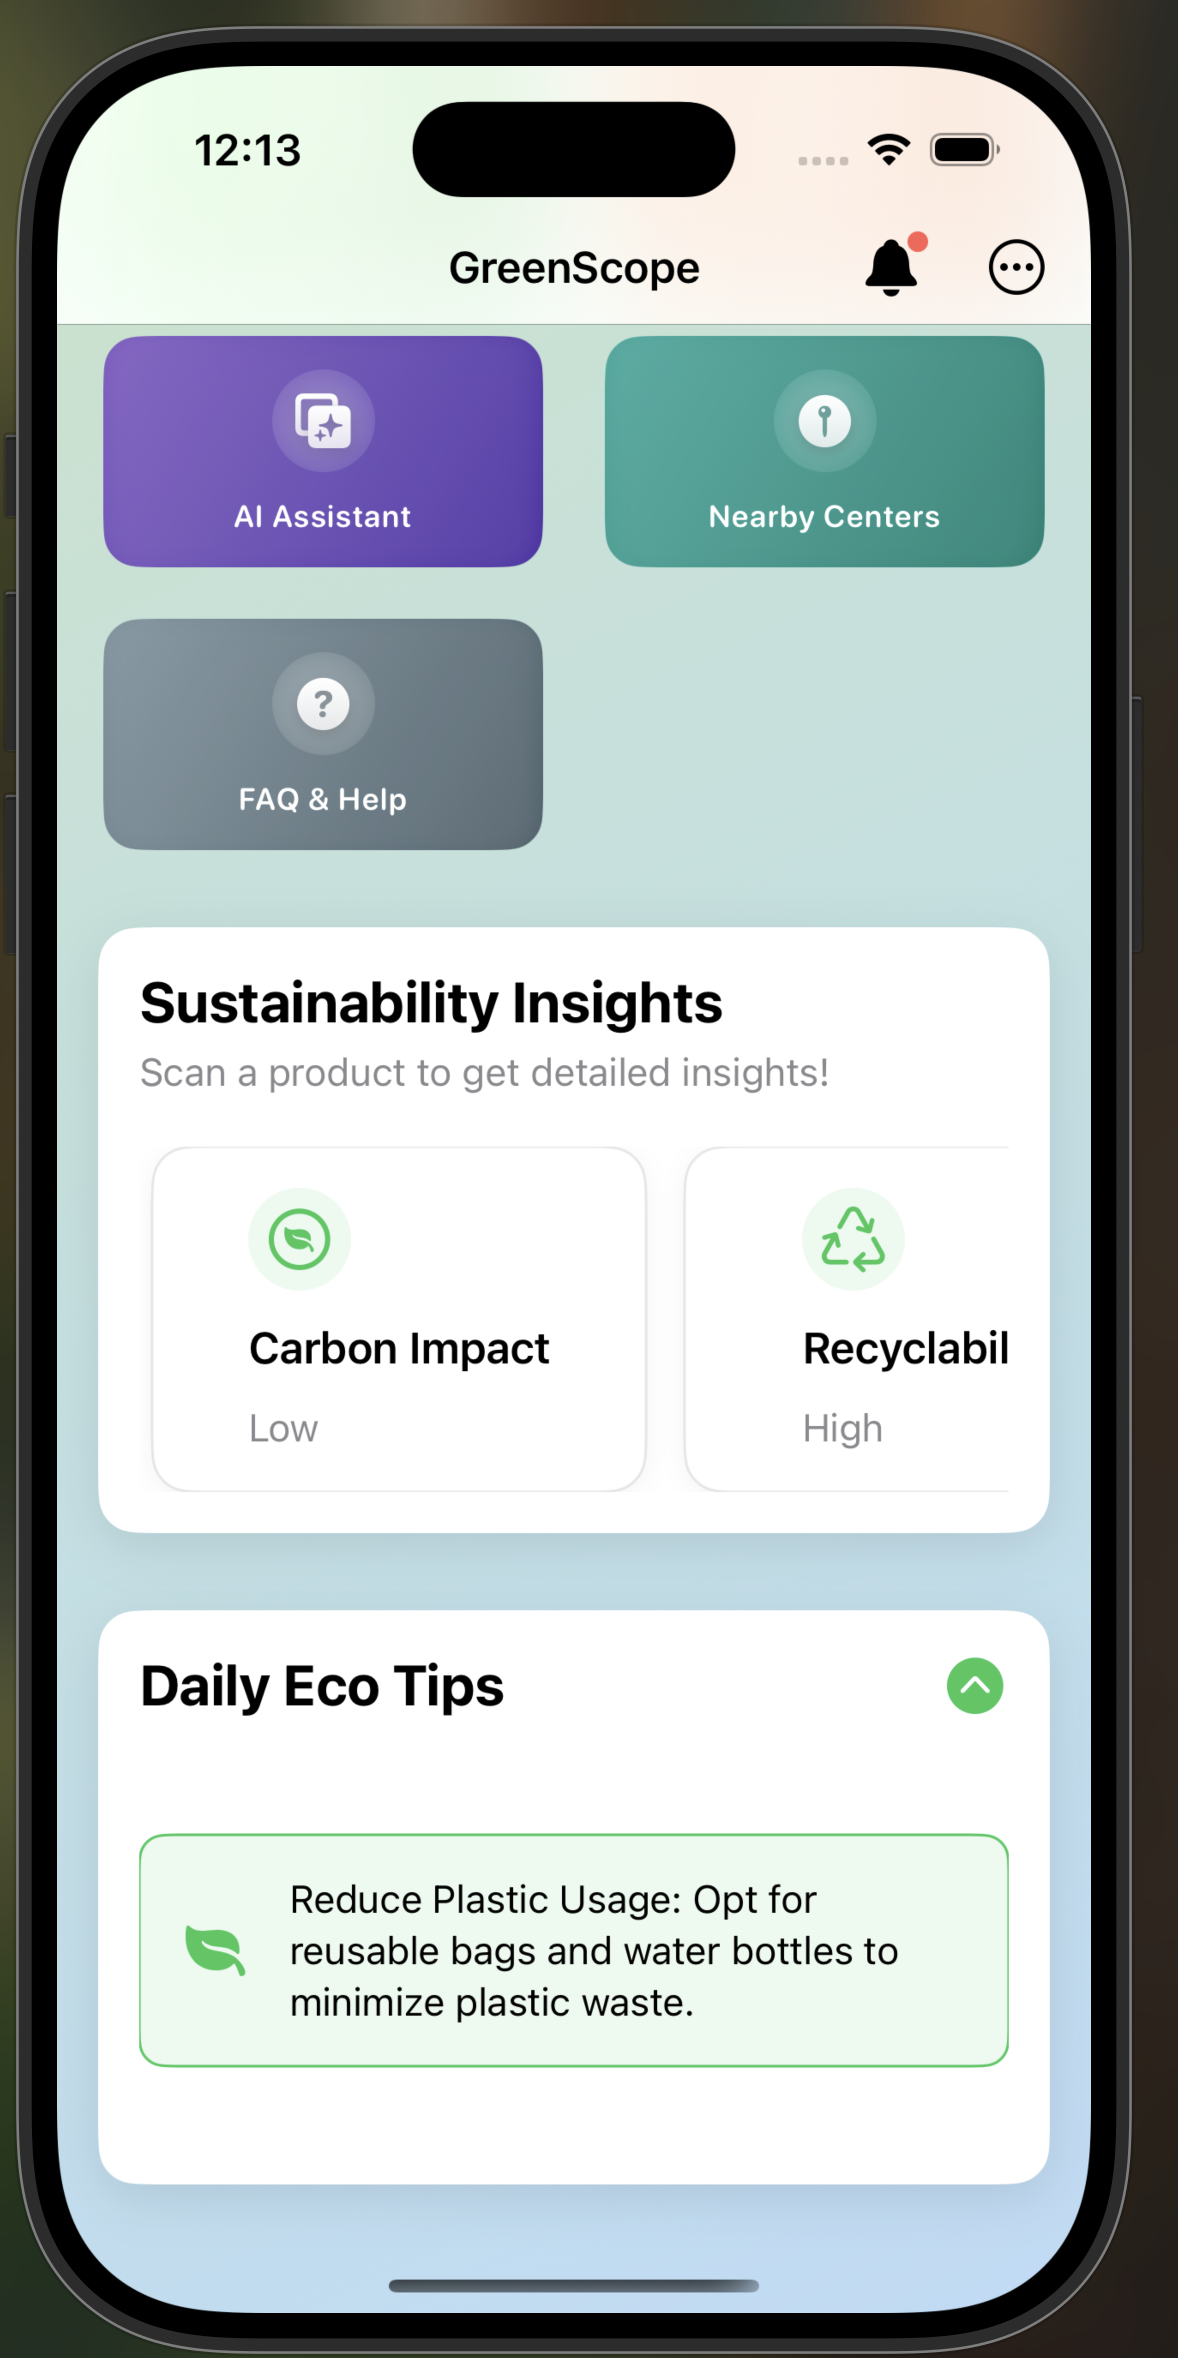 12:13
GreenScope
AI Assistant
Nearby Centers
FAQ & Help
Sustainability Insights
Scan a product to get detailed insights!
Carbon Impact
Recyclabil
Low
High
Daily Eco Tips
Reduce Plastic Usage: Opt for
reusable bags and water bottles to
minimize plastic waste.